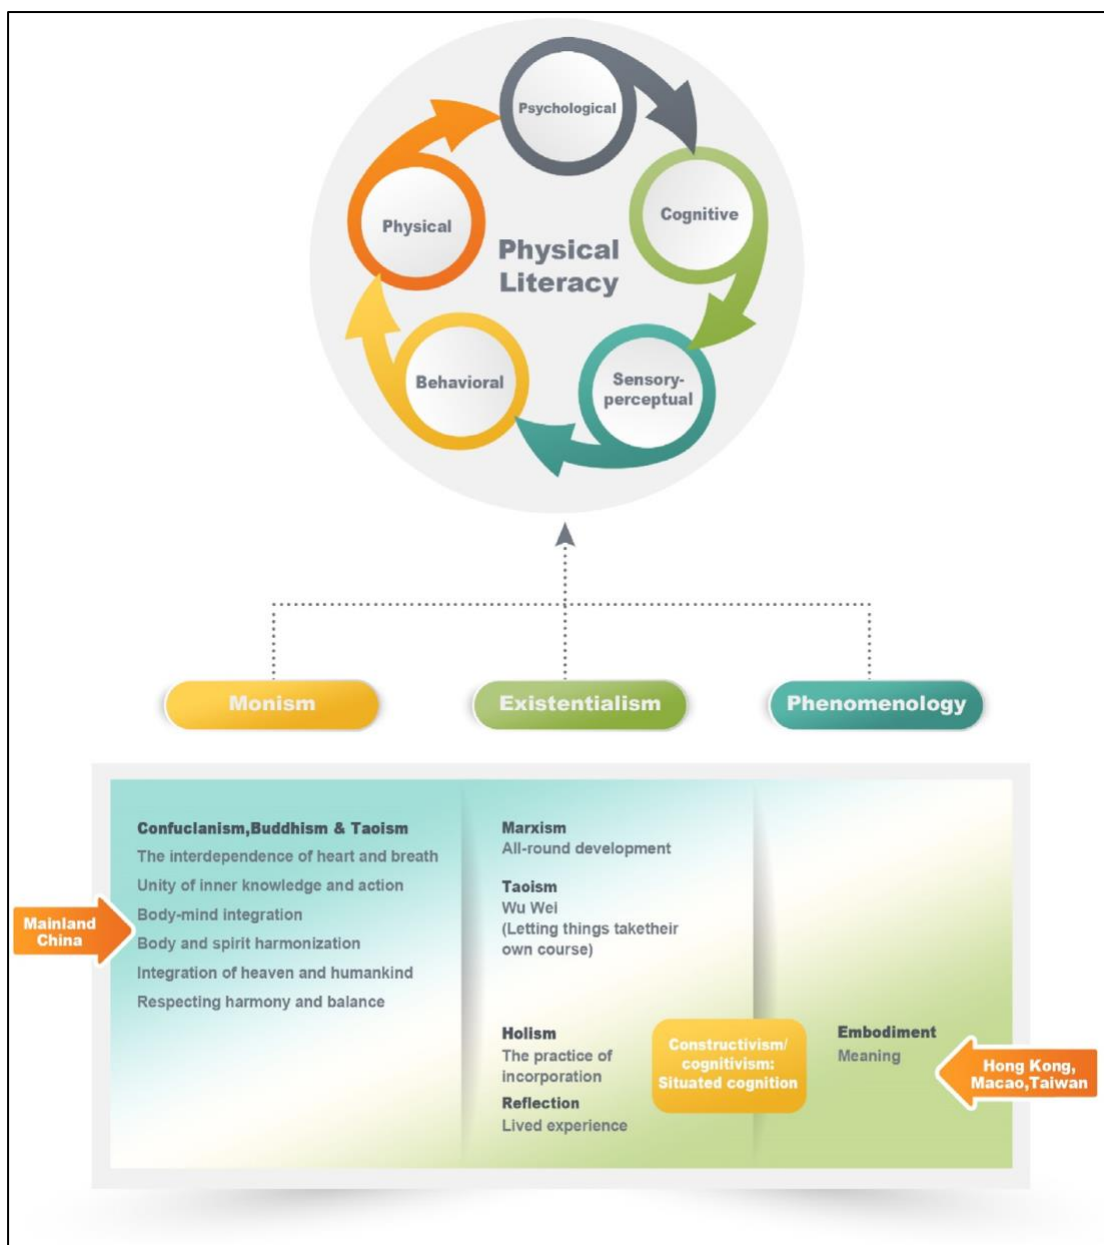 Psychological
Cognitive
Physical
Physical
Literacy
Behavioral
Sensory-
perceptual
Monism
Existentialism
Phenomenology
Confuclanism,Buddhism & Taoism
The interdependence of heart and breath
Unity of inner knowledge and action
Body-mind integration
Body and spirit harmonization
Integration of heaven and humankind
Respecting harmony and balance
Mainland
China
Marxism
All-round development
Taoism
Wu Wei
(Letting things taketheir
own course)
Holism
The practice of
incorporation
Reflection
Lived experience
Constructivism/
cognitivism:
Situated cognition
Embodiment
Meaning
Hong Kong,
Macao,Taiwan